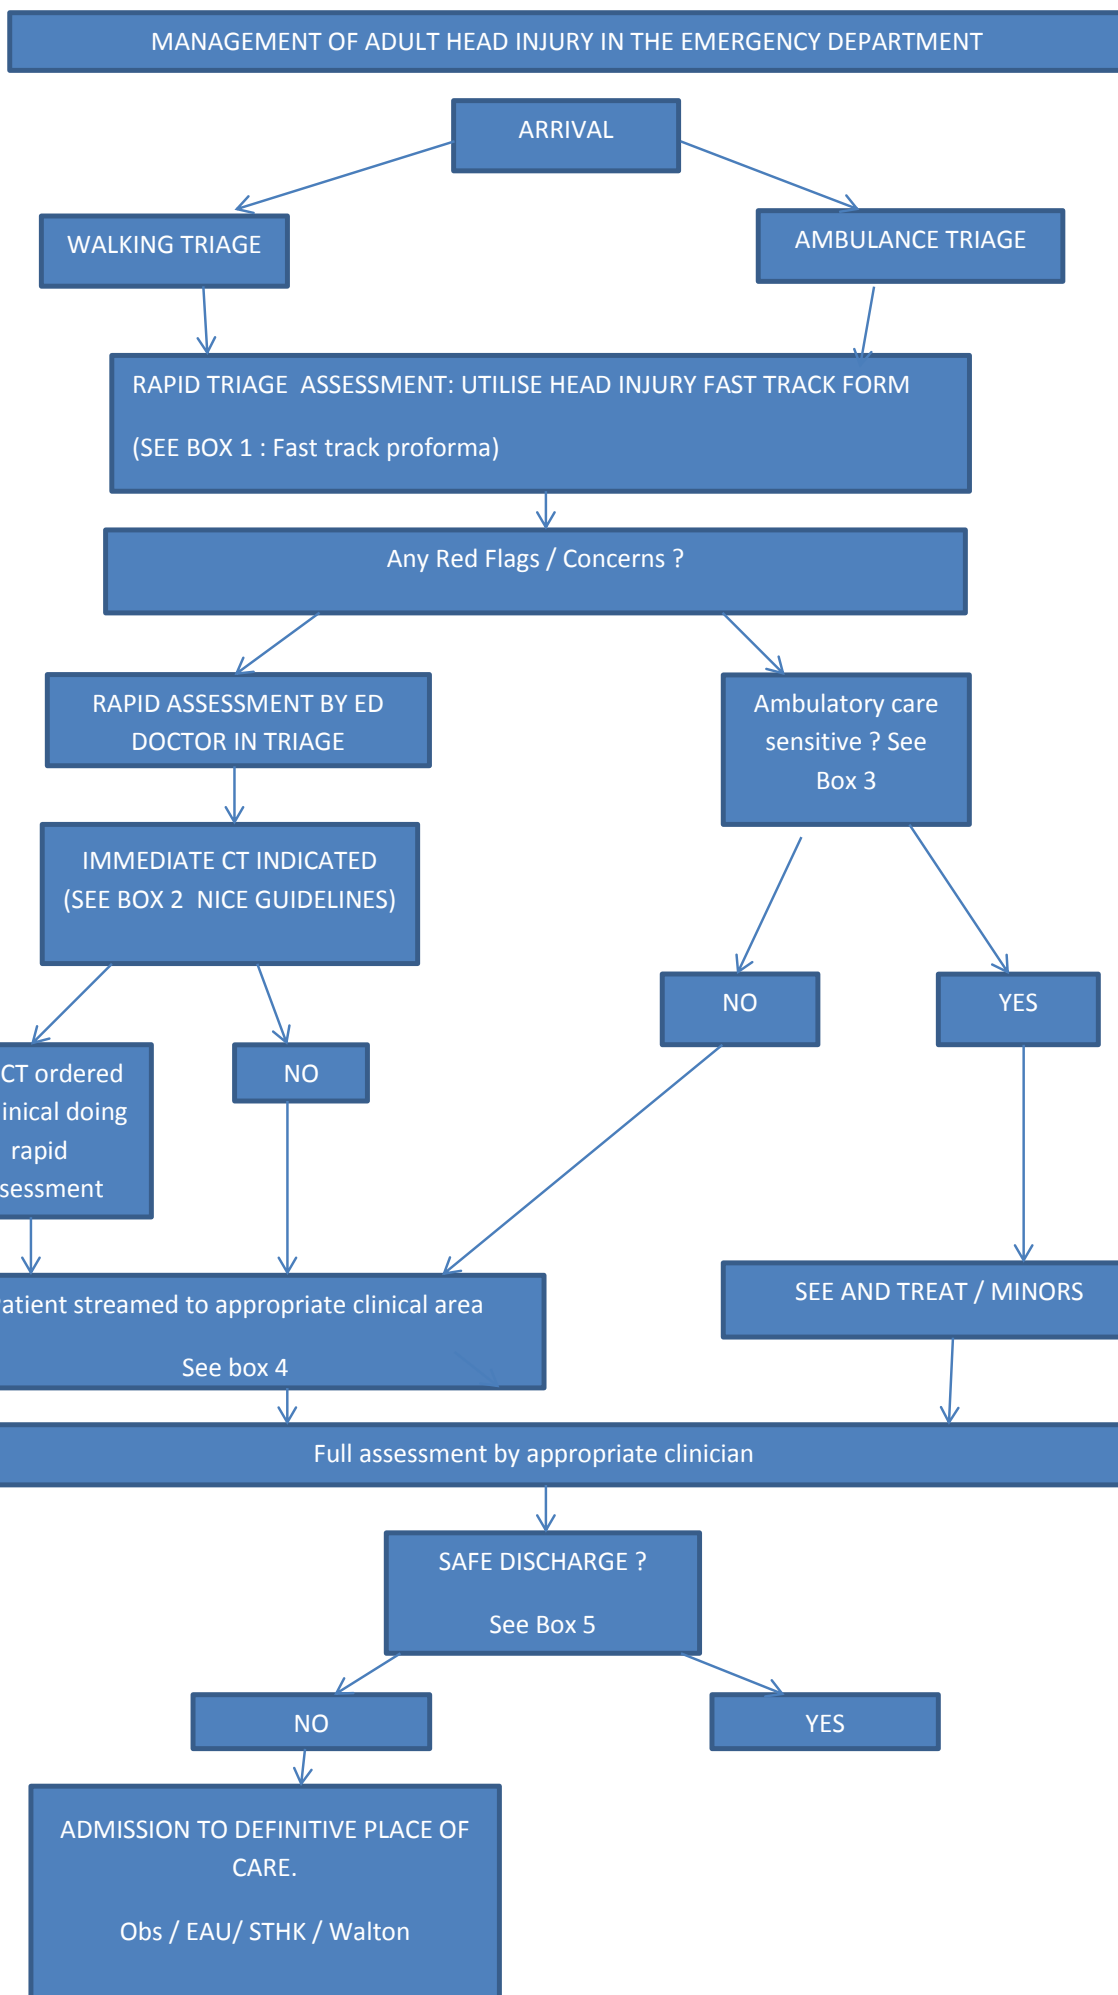 MANAGEMENT OF ADULT HEAD INJURY IN THE EMERGENCY DEPARTMENT
ARRIVAL
WALKING TRIAGE
AMBULANCE TRIAGE
RAPID TRIAGE ASSESSMENT: UTILISE HEAD INJURY FAST TRACK FORM
(SEE BOX 1 : Fast track proforma)
Any Red Flags / Concerns ?
RAPID ASSESSMENT BY ED
DOCTOR IN TRIAGE
Ambulatory care
sensitive ? See
Box 3
IMMEDIATE CT INDICATED
(SEE BOX 2 NICE GUIDELINES)
NO
YES
CT ordered
doing
rapid
NO
SEE AND TREAT / MINORS
streamed to appropriate clinical area
See box 4
Full assessment by appropriate clinician
SAFE DISCHARGE ?
See Box 5
NO
YES
ADMISSION TO DEFINITIVE PLACE OF
CARE.
Obs / EAU/ STHK / Walton